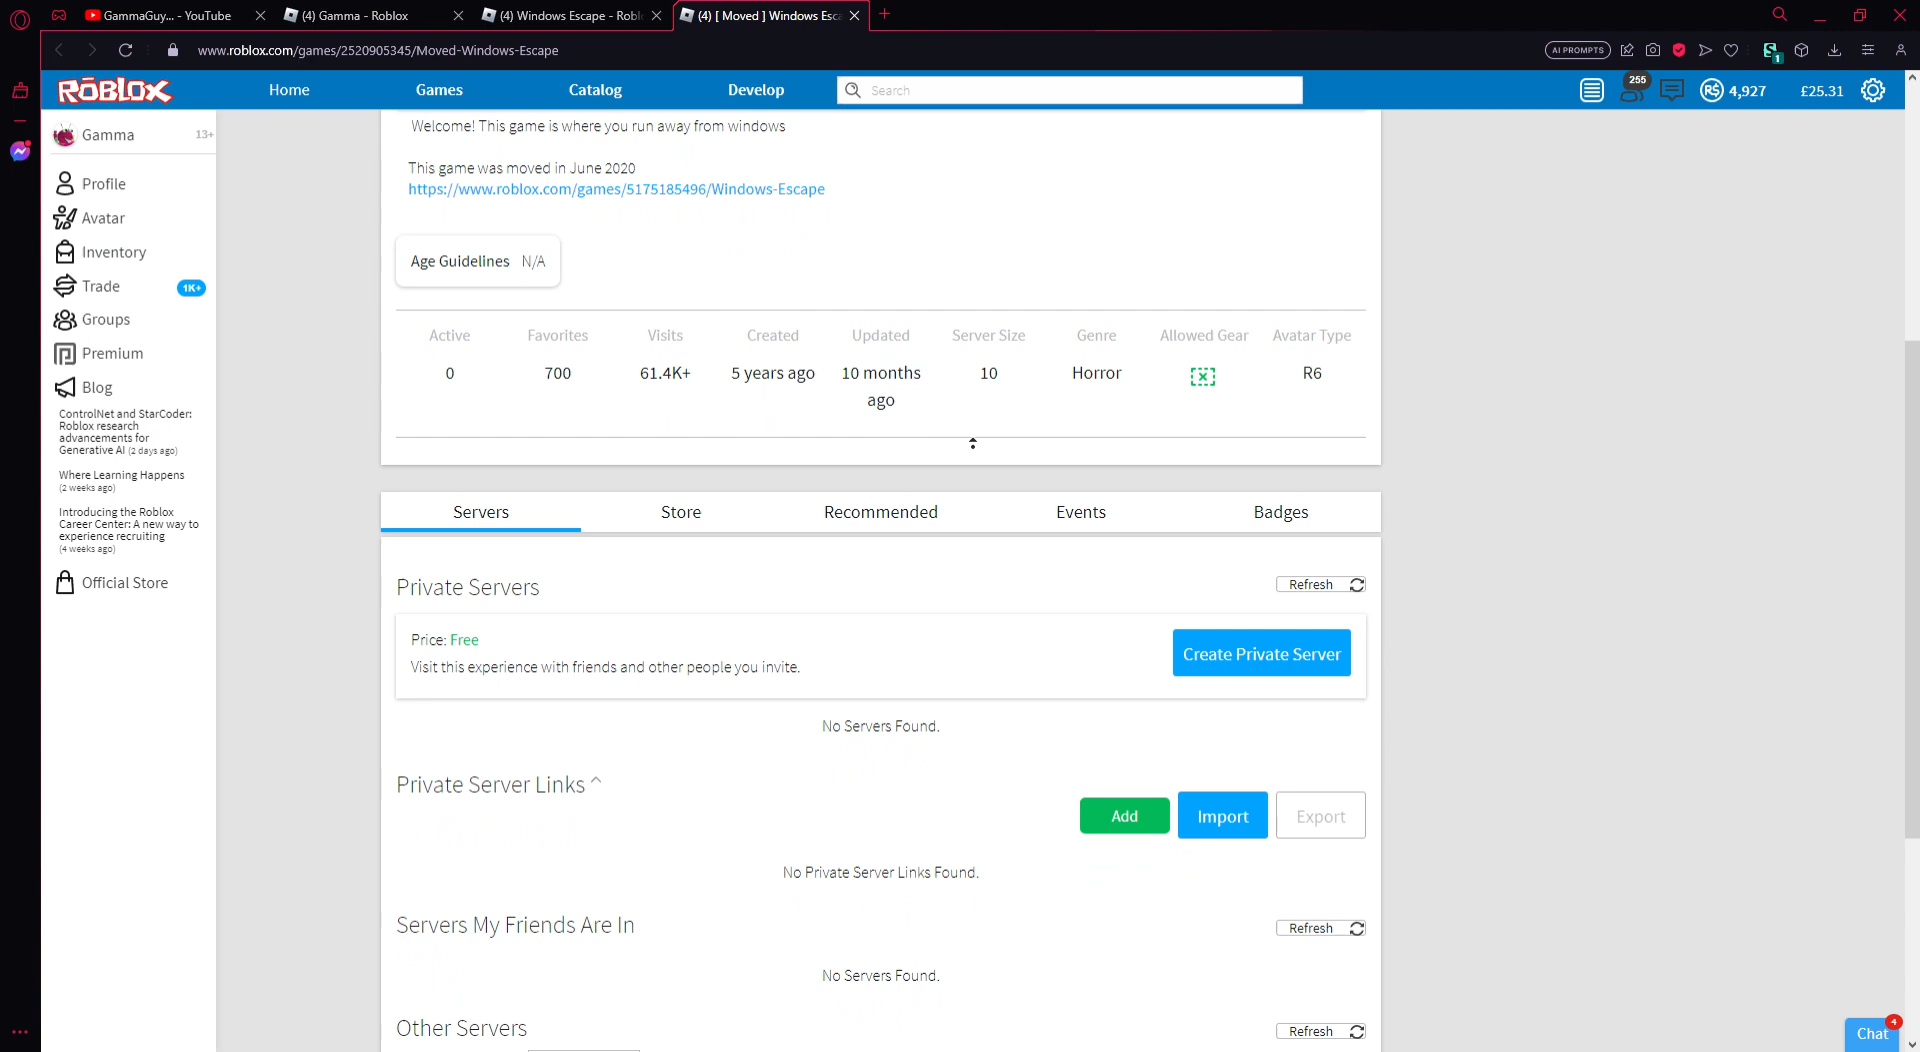 GammaGuy... - YouTube
(4) Gamma - Roblox
(4) Windows Escape - Robl
(4) [ Moved ] Windows Esca
www.roblox.com/games/2520905345/Moved-Windows-Escape
AI PROMPTS
1
ROBLOX
Home
Games
Catalog
Develop
Search
255
R$ 4,927
£25.31
Gamma 13+
Profile
Avatar
Inventory
Trade 1K+
Groups
Premium
Blog
ControlNet and StarCoder:
Roblox research
advancements for
Generative AI (2 days ago)
Where Learning Happens
(2 weeks ago)
Introducing the Roblox
Career Center: A new way to
experience recruiting
(4 weeks ago)
Official Store
Welcome! This game is where you run away from windows
This game was moved in June 2020
https://www.roblox.com/games/5175185496/Windows-Escape
Age Guidelines N/A
Active Favorites Visits Created Updated Server Size Genre Allowed Gear Avatar Type
0 700 61.4K+ 5 years ago 10 months 10 Horror R6
ago
Servers Store Recommended Events Badges
Private Servers
Refresh
Price: Free
Visit this experience with friends and other people you invite.
Create Private Server
No Servers Found.
Private Server Links
Add Import Export
No Private Server Links Found.
Servers My Friends Are In
Refresh
No Servers Found.
Other Servers
Refresh
Chat 4